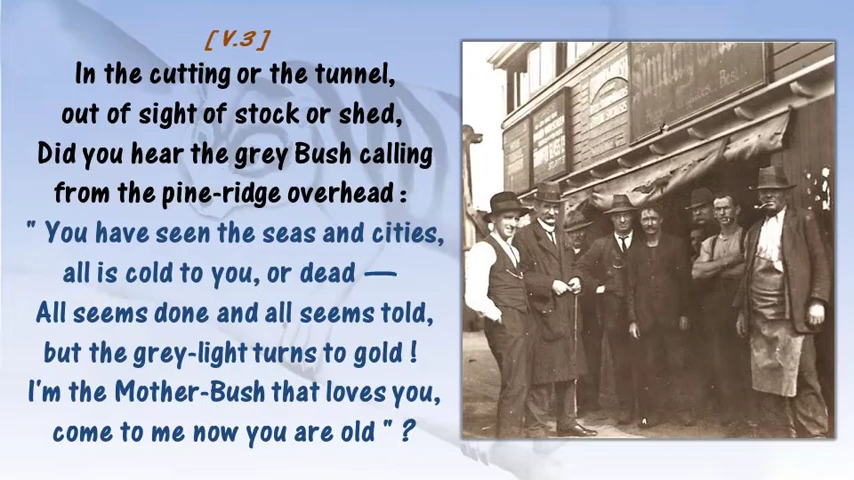 [ V.3 ]
In the cutting or the tunnel,
out of sight of stock or shed,
Did you hear the grey Bush calling
from the pine-ridge overhead :
" You have seen the seas and cities,
all is cold to you, or dead —
All seems done and all seems told,
but the grey-light turns to gold !
I'm the Mother-Bush that loves you,
come to me now you are old " ?